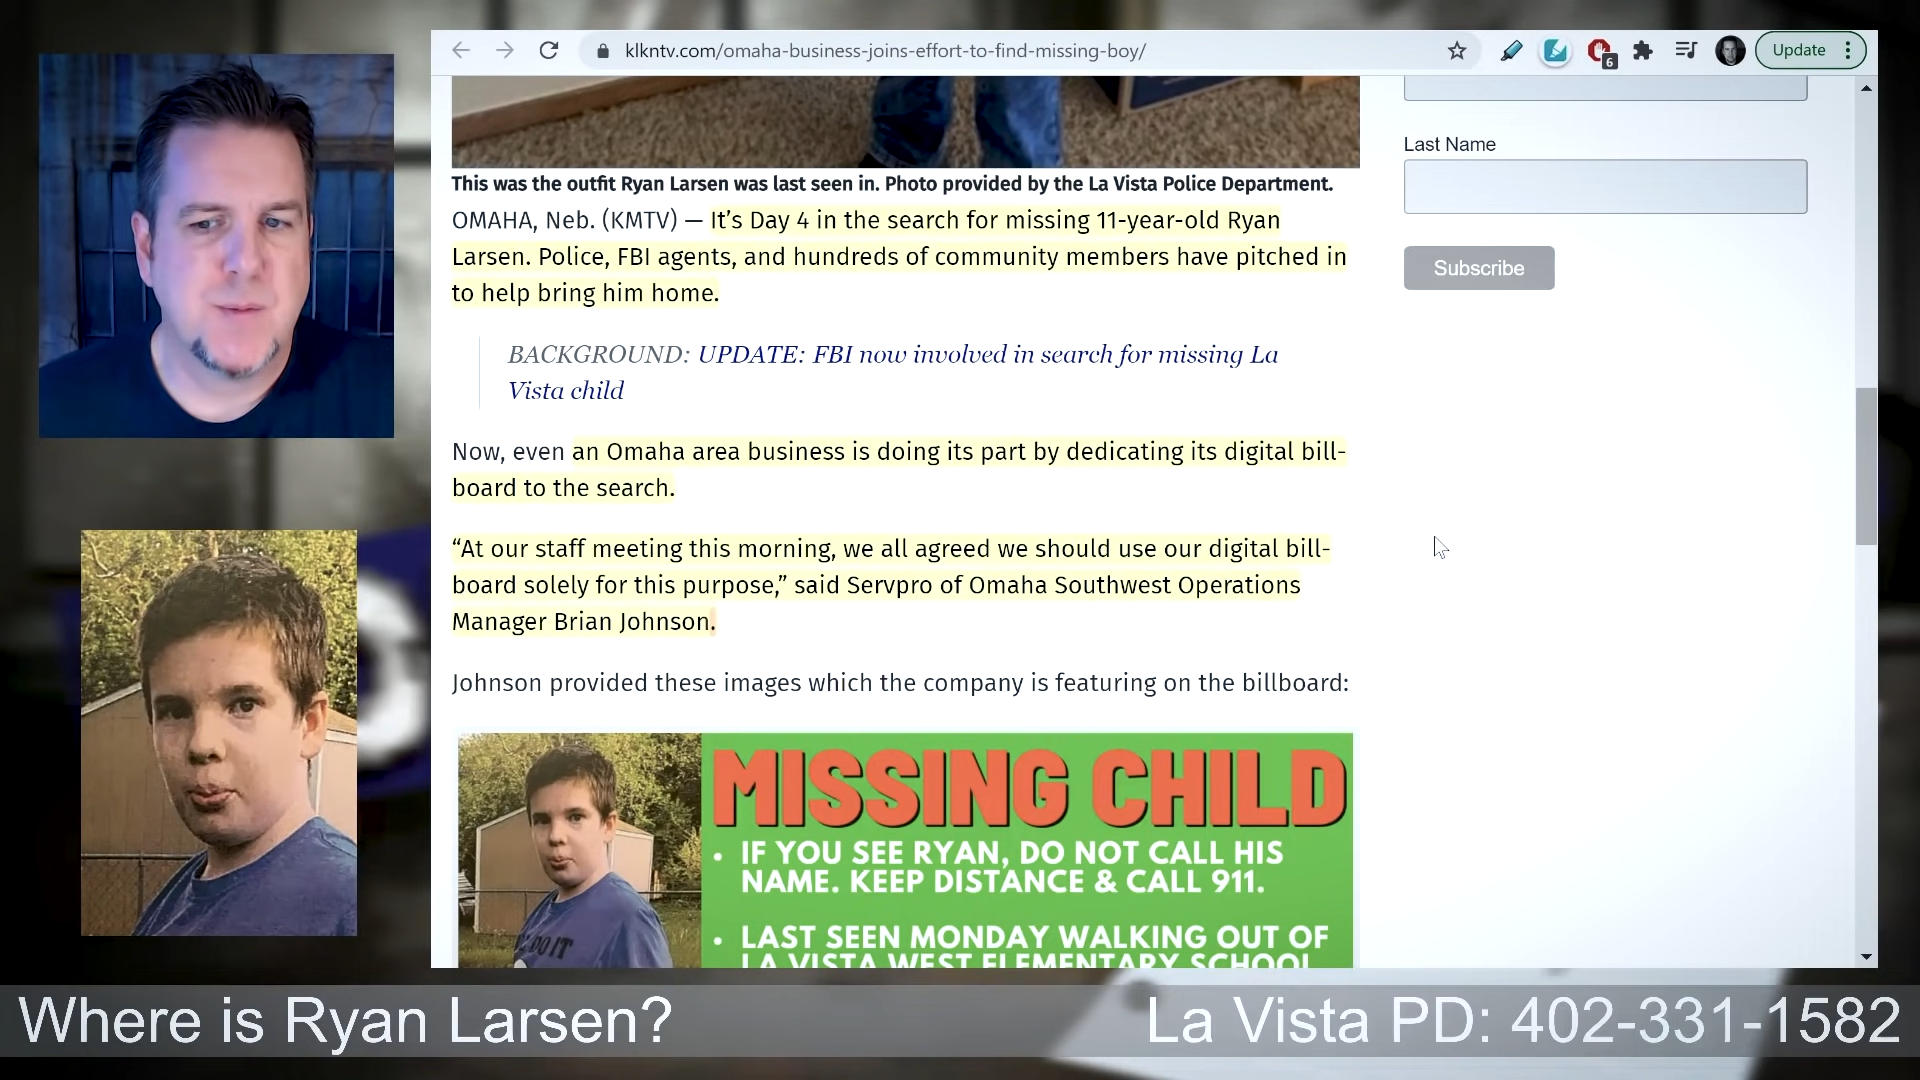 klkntv.com/omaha-business-joins-effort-to-find-missing-boy/
6
Update
Last Name
Subscribe
This was the outfit Ryan Larsen was last seen in. Photo provided by the La Vista Police Department.
OMAHA, Neb. (KMTV) — It’s Day 4 in the search for missing 11-year-old Ryan
Larsen. Police, FBI agents, and hundreds of community members have pitched in
to help bring him home.
BACKGROUND: UPDATE: FBI now involved in search for missing La
Vista child
Now, even an Omaha area business is doing its part by dedicating its digital bill-
board to the search.
“At our staff meeting this morning, we all agreed we should use our digital bill-
board solely for this purpose,” said Servpro of Omaha Southwest Operations
Manager Brian Johnson.
Johnson provided these images which the company is featuring on the billboard:
MISSING CHILD
• IF YOU SEE RYAN, DO NOT CALL HIS
NAME. KEEP DISTANCE & CALL 911.
• LAST SEEN MONDAY WALKING OUT OF
LA VISTA WEST ELEMENTARY SCHOOL
DO IT
Where is Ryan Larsen?
La Vista PD: 402-331-1582